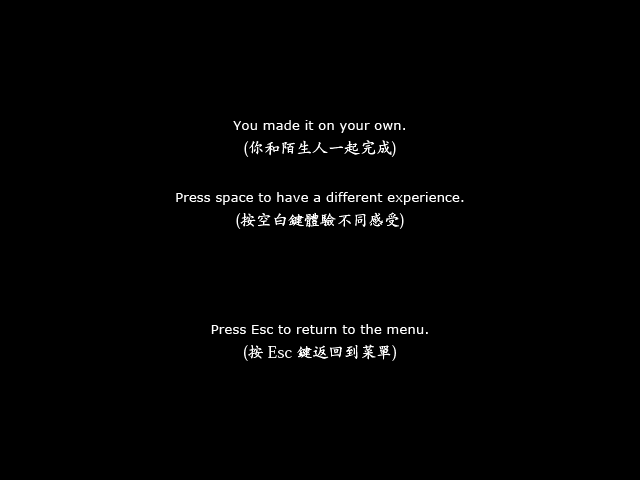 You made it on your own.
(你和陌生人一起完成)
Press space to have a different experience.
(按空白鍵體驗不同感受)
Press Esc to return to the menu.
(按 Esc 鍵返回到菜單)